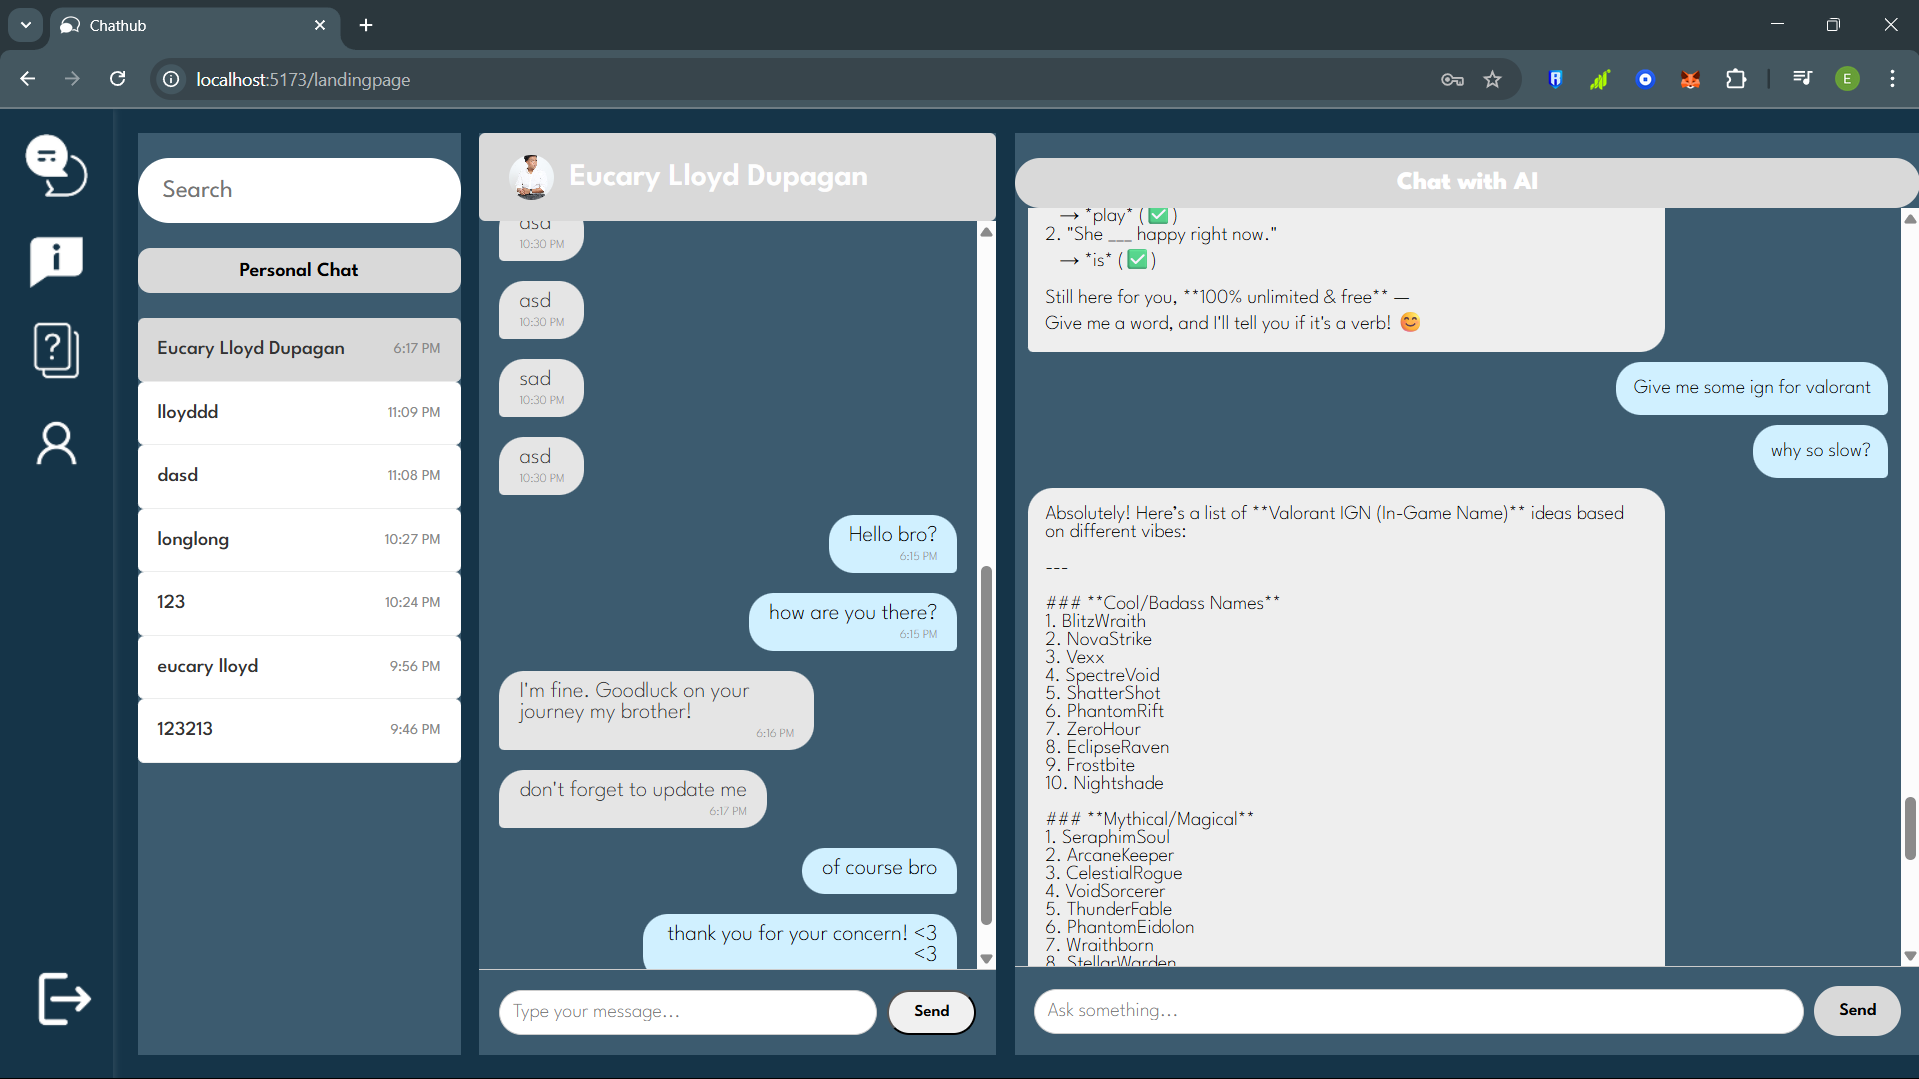 Chathub
localhost:5173/landingpage
E
Search
Personal Chat
Eucary Lloyd Dupagan 6:17 PM
lloyddd 11:09 PM
dasd 11:08 PM
longlong 10:27 PM
123 10:24 PM
eucary lloyd 9:56 PM
123213 9:46 PM
Eucary Lloyd Dupagan
asd
10:30 PM
asd
10:30 PM
sad
10:30 PM
asd
10:30 PM
Hello bro?
6:15 PM
how are you there?
6:15 PM
I'm fine. Goodluck on your
journey my brother!
6:16 PM
don't forget to update me
6:17 PM
of course bro
thank you for your concern! <3
<3
Type your message...
Send
Chat with AI
→ *play* (✅)
2. "She ___ happy right now."
→ *is* (✅)
Still here for you, **100% unlimited & free** —
Give me a word, and I'll tell you if it's a verb! 😊
Give me some ign for valorant
why so slow?
Absolutely! Here’s a list of **Valorant IGN (In-Game Name)** ideas based
on different vibes:
---
### **Cool/Badass Names**
1. BlitzWraith
2. NovaStrike
3. Vexx
4. SpectreVoid
5. ShatterShot
6. PhantomRift
7. ZeroHour
8. EclipseRaven
9. Frostbite
10. Nightshade
### **Mythical/Magical**
1. SeraphimSoul
2. ArcaneKeeper
3. CelestialRogue
4. VoidSorcerer
5. ThunderFable
6. PhantomEidolon
7. Wraithborn
8. StellarWarden
Ask something...
Send